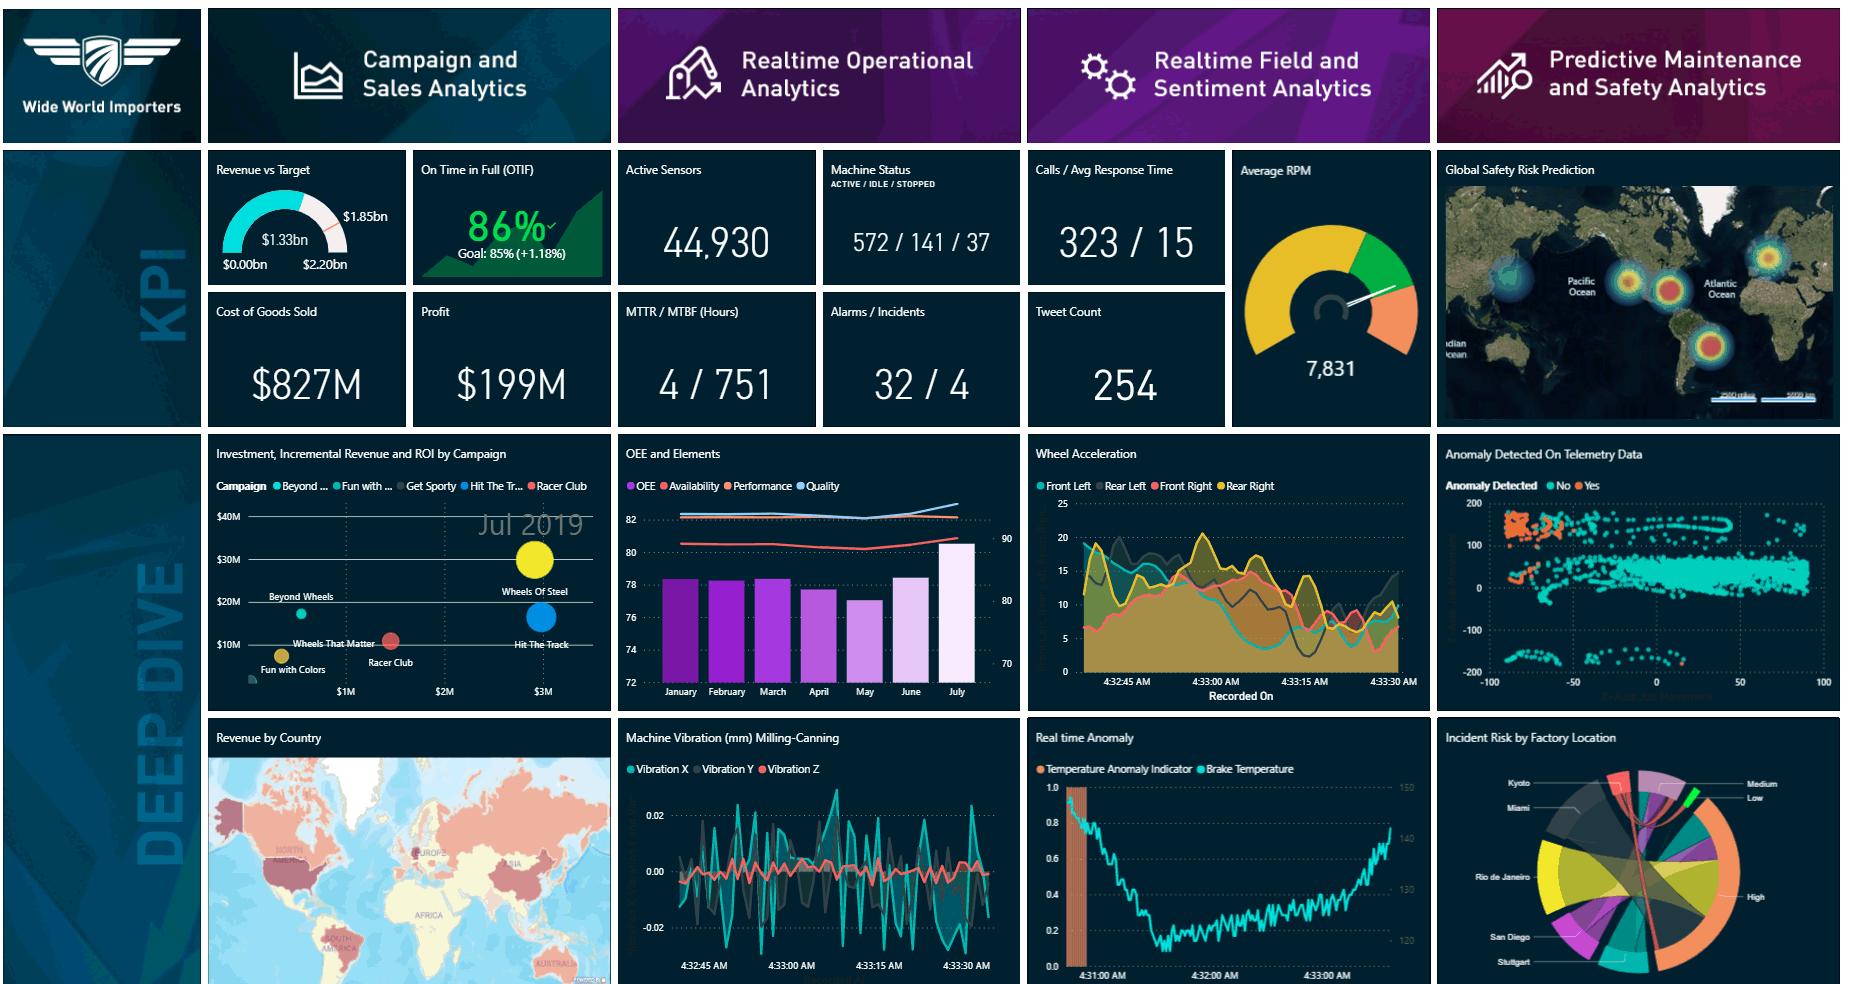 Wide World Importers
Campaign and
Sales Analytics
Realtime Operational
Analytics
Realtime Field and
Sentiment Analytics
Predictive Maintenance
and Safety Analytics
KPI
Revenue vs Target
$1.85bn
$1.33bn
$0.00bn
$2.20bn
On Time in Full (OTIF)
86%
Goal: 85% (+1.18%)
Active Sensors
44,930
Machine Status
ACTIVE / IDLE / STOPPED
572 / 141 / 37
Calls / Avg Response Time
323 / 15
Average RPM
7,831
Global Safety Risk Prediction
Pacific
Ocean
Atlantic
Ocean
ndian
Ocean
Cost of Goods Sold
$827M
Profit
$199M
MTTR / MTBF (Hours)
4 / 751
Alarms / Incidents
32 / 4
Tweet Count
254
DEEP DIVE
Investment, Incremental Revenue and ROI by Campaign
Campaign Beyond ... Fun with ... Get Sporty Hit The Tr... Racer Club
Jul 2019
$40M
$30M
$20M
$10M
Wheels Of Steel
Beyond Wheels
Wheels That Matter
Hit The Track
Racer Club
Fun with Colors
$1M $2M $3M
OEE and Elements
OEE Availability Performance Quality
82
80
78
76
74
72
90
80
70
January February March April May June July
Wheel Acceleration
Front Left Rear Left Front Right Rear Right
25
20
15
10
5
0
4:32:45 AM 4:33:00 AM 4:33:15 AM 4:33:30 AM
Recorded On
Anomaly Detected On Telemetry Data
Anomaly Detected No Yes
200
100
0
-100
-200
-100 -50 0 50 100
Revenue by Country
NORTH
AMERICA
EUROPE
ASIA
AFRICA
SOUTH
AMERICA
AUSTRALIA
Machine Vibration (mm) Milling-Canning
Vibration X Vibration Y Vibration Z
0.02
0.00
-0.02
4:32:45 AM 4:33:00 AM 4:33:15 AM 4:33:30 AM
Real time Anomaly
Temperature Anomaly Indicator Brake Temperature
1.0
0.8
0.6
0.4
0.2
0.0
150
140
130
120
4:31:00 AM 4:32:00 AM 4:33:00 AM
Incident Risk by Factory Location
Kyoto
Miami
Rio de Janeiro
San Diego
Stuttgart
Medium
Low
High